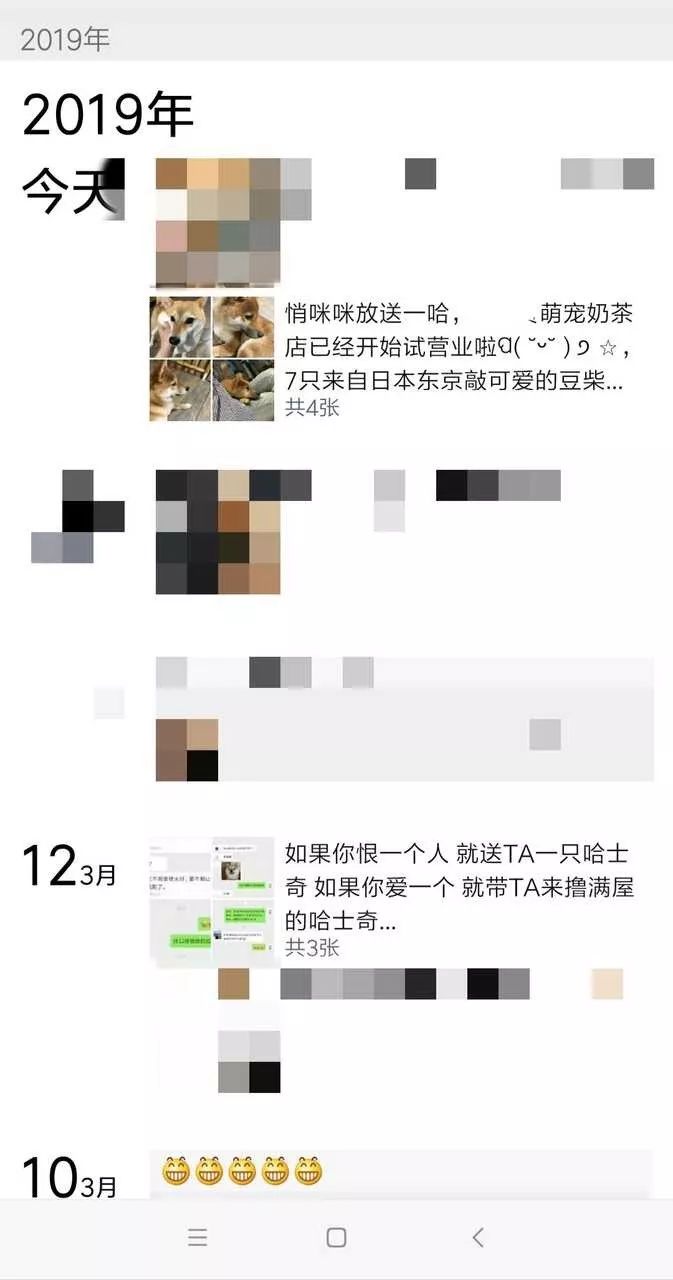 2019年
2019年
今天
悄咪咪放送一哈，
萌宠奶茶
店已经开始试营业啦ପ( ˘ᵕ˘ ) ੭ ☆，
7只来自日本东京敲可爱的豆柴...
共4张
12 3月
如果你恨一个人 就送TA一只哈士
奇 如果你爱一个 就带TA来撸满屋
的哈士奇...
共3张
10 3月
😁😁😁😁😁